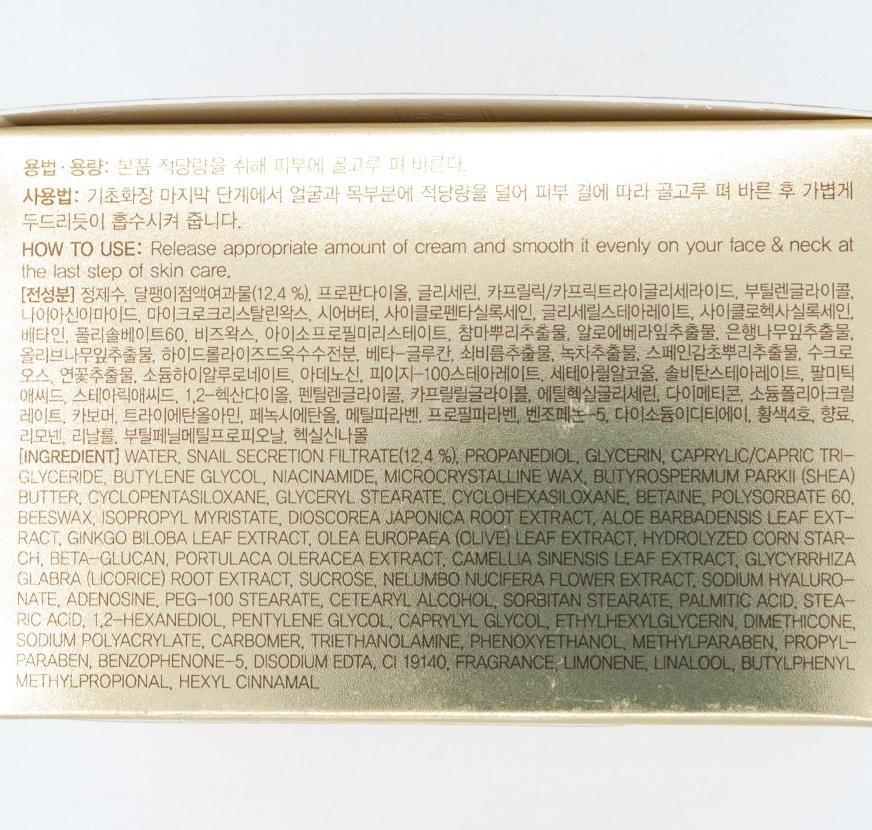 용법·용량: 본품 적당량을 취해 피부에 골고루 펴 바른다.
사용법: 기초화장 마지막 단계에서 얼굴과 목부분에 적당량을 덜어 피부 결에 따라 골고루 펴 바른 후 가볍게
두드리듯이 흡수시켜 줍니다.
HOW TO USE: Release appropriate amount of cream and smooth it evenly on your face & neck at
the last step of skin care.
[전성분] 정제수, 달팽이점액여과물(12.4 %), 프로판다이올, 글리세린, 카프릴릭/카프릭트라이글리세라이드, 부틸렌글라이콜,
나이아신아마이드, 마이크로크리스탈린왁스, 시어버터, 사이클로펜타실록세인, 글리세릴스테아레이트, 사이클로헥사실록세인,
베타인, 폴리솔베이트60, 비즈왁스, 아이소프로필미리스테이트, 참마뿌리추출물, 알로에베라잎추출물, 은행나무잎추출물,
올리브나무잎추출물, 하이드롤라이즈드옥수수전분, 베타-글루칸, 쇠비름추출물, 녹차추출물, 스페인감초뿌리추출물, 수크로
오스, 연꽃추출물, 소듐하이알루로네이트, 아데노신, 피이지-100스테아레이트, 세테아릴알코올, 솔비탄스테아레이트, 팔미틱
애씨드, 스테아릭애씨드, 1,2-헥산다이올, 펜틸렌글라이콜, 카프릴릴글라이콜, 에틸헥실글리세린, 다이메티콘, 소듐폴리아크릴
레이트, 카보머, 트라이에탄올아민, 페녹시에탄올, 메틸파라벤, 프로필파라벤, 벤조페논-5, 다이소듐이디티에이, 황색4호, 향료,
리모넨, 리날룰, 부틸페닐메틸프로피오날, 헥실신나몰
[INGREDIENT] WATER, SNAIL SECRETION FILTRATE(12.4 %), PROPANEDIOL, GLYCERIN, CAPRYLIC/CAPRIC TRI-
GLYCERIDE, BUTYLENE GLYCOL, NIACINAMIDE, MICROCRYSTALLINE WAX, BUTYROSPERMUM PARKII (SHEA)
BUTTER, CYCLOPENTASILOXANE, GLYCERYL STEARATE, CYCLOHEXASILOXANE, BETAINE, POLYSORBATE 60,
BEESWAX, ISOPROPYL MYRISTATE, DIOSCOREA JAPONICA ROOT EXTRACT, ALOE BARBADENSIS LEAF EXT-
RACT, GINKGO BILOBA LEAF EXTRACT, OLEA EUROPAEA (OLIVE) LEAF EXTRACT, HYDROLYZED CORN STAR-
CH, BETA-GLUCAN, PORTULACA OLERACEA EXTRACT, CAMELLIA SINENSIS LEAF EXTRACT, GLYCYRRHIZA
GLABRA (LICORICE) ROOT EXTRACT, SUCROSE, NELUMBO NUCIFERA FLOWER EXTRACT, SODIUM HYALURO-
NATE, ADENOSINE, PEG-100 STEARATE, CETEARYL ALCOHOL, SORBITAN STEARATE, PALMITIC ACID, STEA-
RIC ACID, 1,2-HEXANEDIOL, PENTYLENE GLYCOL, CAPRYLYL GLYCOL, ETHYLHEXYLGLYCERIN, DIMETHICONE,
SODIUM POLYACRYLATE, CARBOMER, TRIETHANOLAMINE, PHENOXYETHANOL, METHYLPARABEN, PROPYL-
PARABEN, BENZOPHENONE-5, DISODIUM EDTA, CI 19140, FRAGRANCE, LIMONENE, LINALOOL, BUTYLPHENYL
METHYLPROPIONAL, HEXYL CINNAMAL